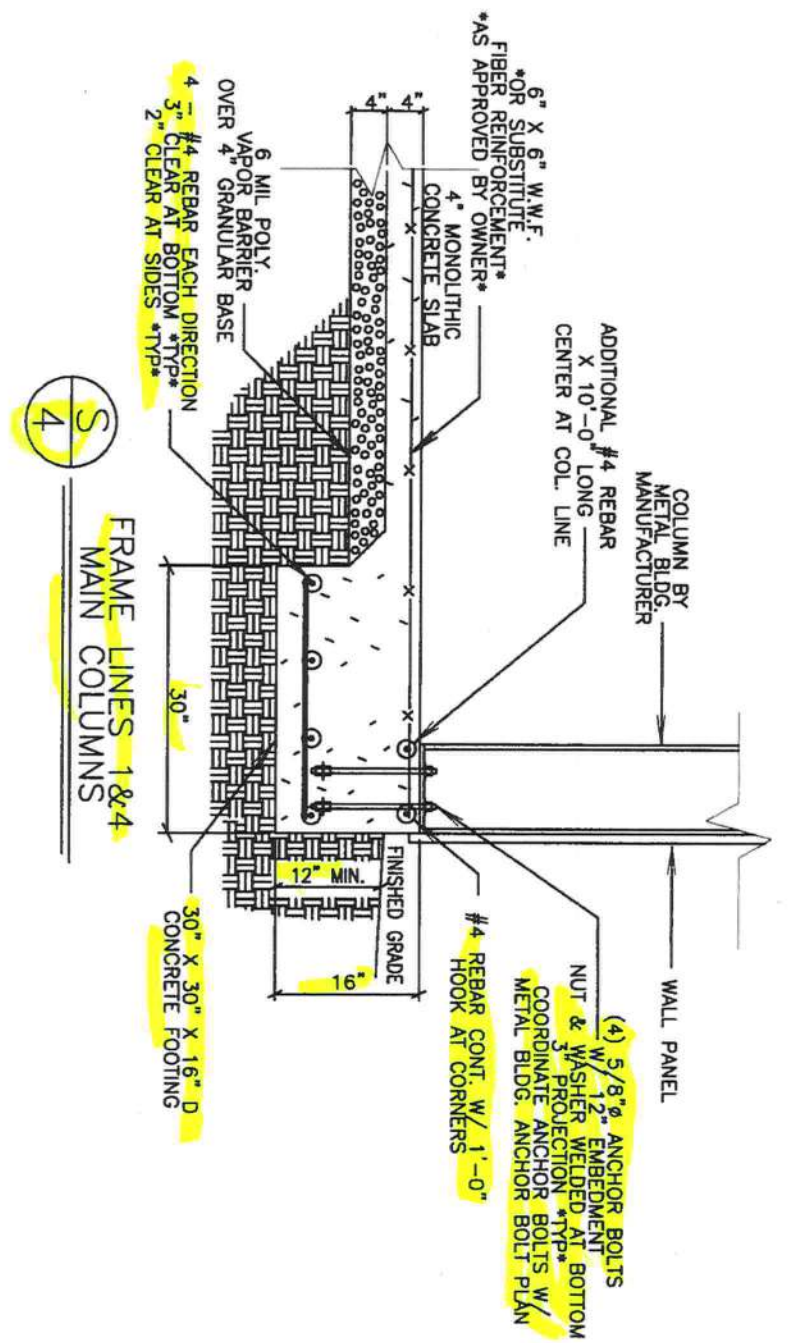 COLUMN BY
METAL BLDG.
MANUFACTURER
WALL PANEL
ADDITIONAL #4 REBAR
X 10'-0" LONG
CENTER AT COL. LINE
(4) 5/8"ø ANCHOR BOLTS
W/ 12" EMBEDMENT
NUT & WASHER WELDED AT BOTTOM
3" PROJECTION *TYP*
COORDINATE ANCHOR BOLTS W/
METAL BLDG. ANCHOR BOLT PLAN
6" X 6" W.W.F.
*OR SUBSTITUTE
FIBER REINFORCEMENT*
*AS APPROVED BY OWNER*
4" MONOLITHIC
CONCRETE SLAB
#4 REBAR CONT. W/ 1'-0"
HOOK AT CORNERS
4"
4"
FINISHED GRADE
12" MIN.
16"
6 MIL POLY.
VAPOR BARRIER
OVER 4" GRANULAR BASE
4 - #4 REBAR EACH DIRECTION
3" CLEAR AT BOTTOM *TYP*
2" CLEAR AT SIDES *TYP*
30"
30" X 30" X 16" D
CONCRETE FOOTING
S
4
FRAME LINES 1&4
MAIN COLUMNS